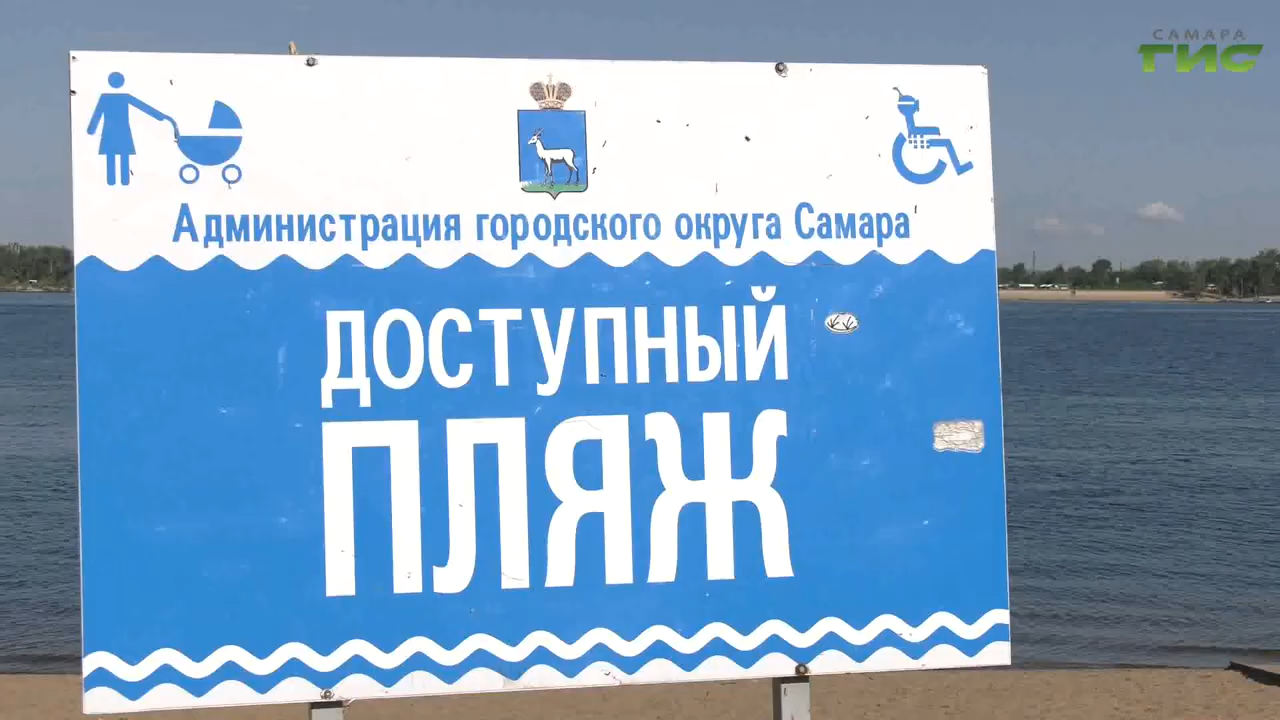 САМАРА
ГИС
Администрация городского округа Самара
ДОСТУПНЫЙ
ПЛЯЖ